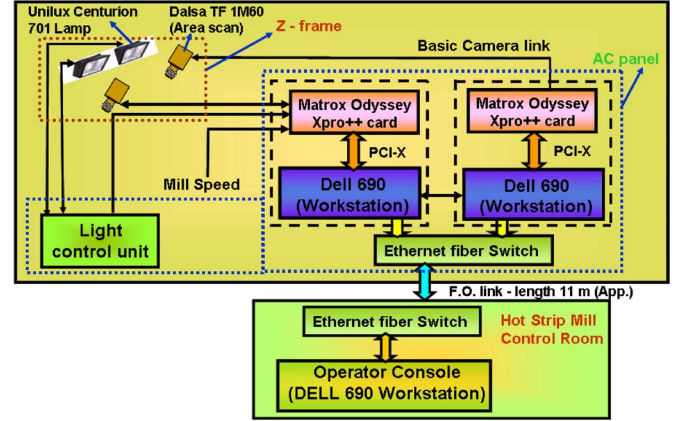 Unilux Centurion
701 Lamp
Dalsa TF 1M60
(Area scan)
Z - frame
Basic Camera link
AC panel
Matrox Odyssey
Xpro++ card
Matrox Odyssey
Xpro++ card
PCI-X
PCI-X
Mill Speed
Dell 690
(Workstation)
Dell 690
(Workstation)
Light
control unit
Ethernet fiber Switch
F.O. link - length 11 m (App.)
Ethernet fiber Switch
Hot Strip Mill
Control Room
Operator Console
(DELL 690 Workstation)